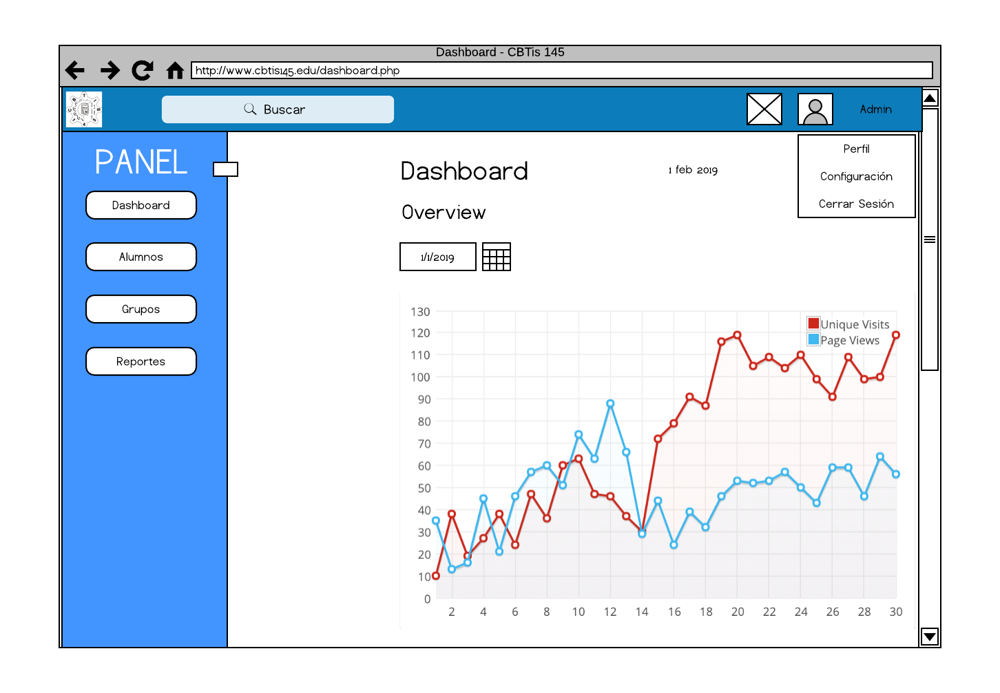 Dashboard - CBTis 145
http://www.cbtis145.edu/dashboard.php
CBTIS 145
Buscar
Admin
PANEL
Dashboard
Alumnos
Grupos
Reportes
Dashboard
1 feb 2019
Perfil
Configuración
Cerrar Sesión
Overview
1/1/2019
Unique Visits
Page Views
130
120
110
100
90
80
70
60
50
40
30
20
10
0
2 4 6 8 10 12 14 16 18 20 22 24 26 28 30